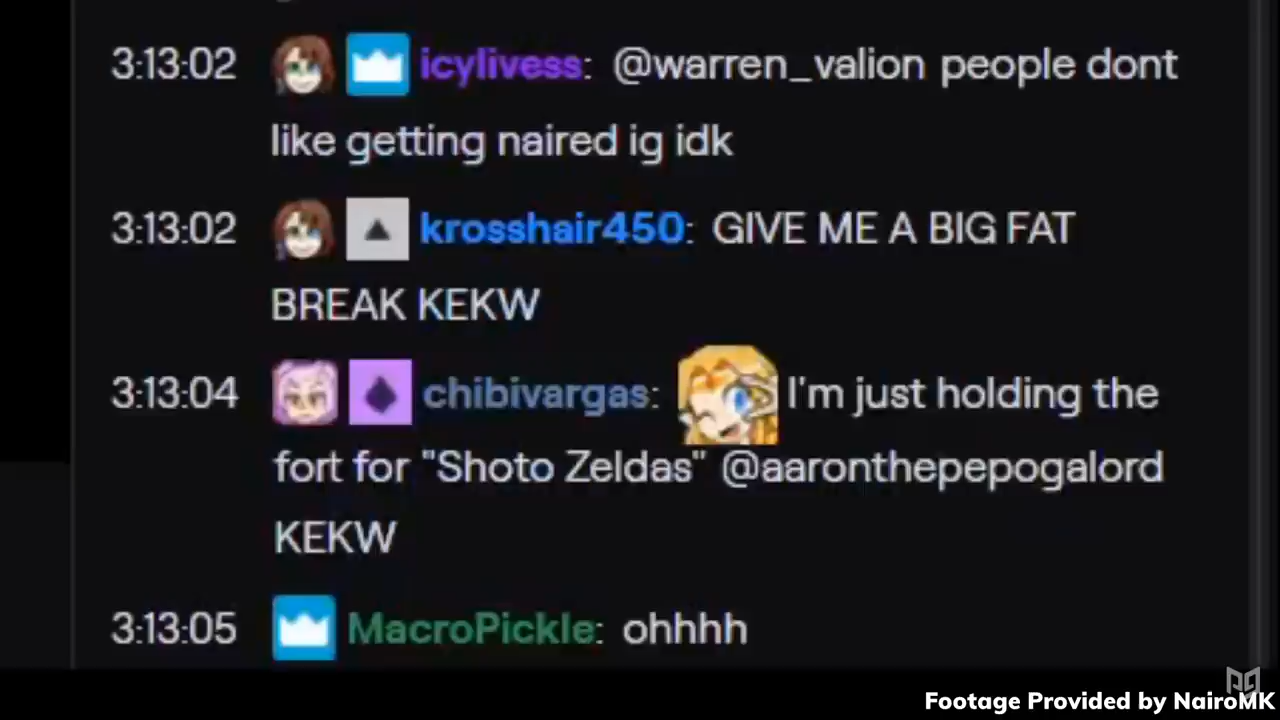 3:13:02 icylivess: @warren_valion people dont
like getting naired ig idk
3:13:02 krosshair450: GIVE ME A BIG FAT
BREAK KEKW
3:13:04 chibivargas: I'm just holding the
fort for "Shoto Zeldas" @aaronthepepogalord
KEKW
3:13:05 MacroPickle: ohhhh
Footage Provided by NairoMK